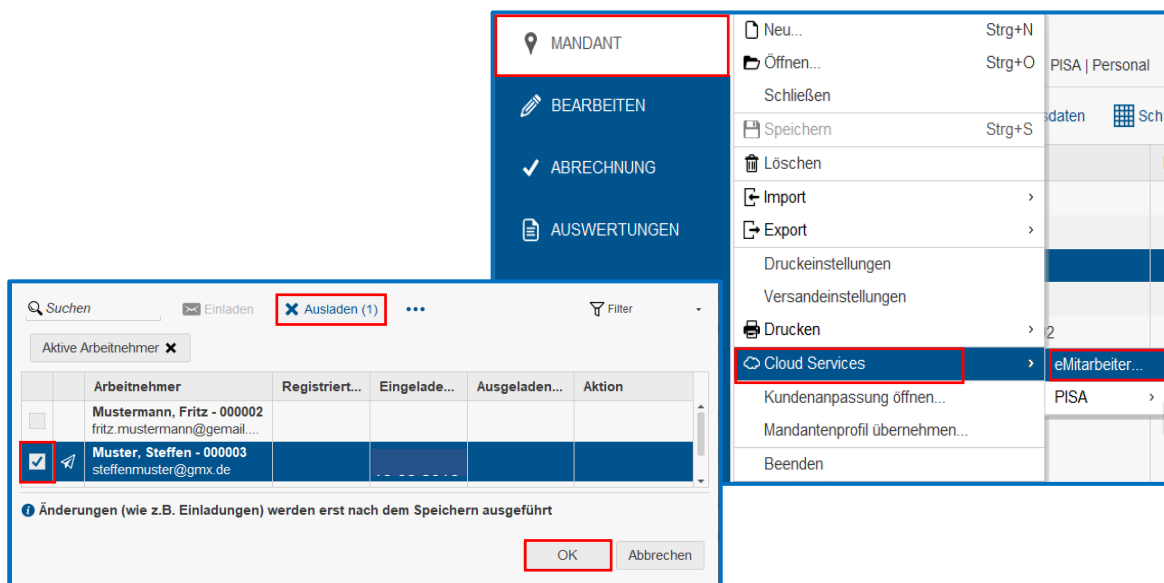 MANDANT
BEARBEITEN
ABRECHNUNG
AUSWERTUNGEN
Neu... Strg+N
Öffnen... Strg+O
Schließen
Speichern Strg+S
Löschen
Import
Export
Druckeinstellungen
Versandeinstellungen
Drucken
Cloud Services
Kundenanpassung öffnen...
Mandantenprofil übernehmen...
Beenden
PISA | Personal
sdaten Sch
2
eMitarbeiter...
PISA
Suchen Einladen Ausladen (1) ••• Filter
Aktive Arbeitnehmer
Arbeitnehmer Registriert... Eingelade... Ausgeladen... Aktion
Mustermann, Fritz - 000002
fritz.mustermann@gemail....
Muster, Steffen - 000003
steffenmuster@gmx.de
Änderungen (wie z.B. Einladungen) werden erst nach dem Speichern ausgeführt
OK Abbrechen